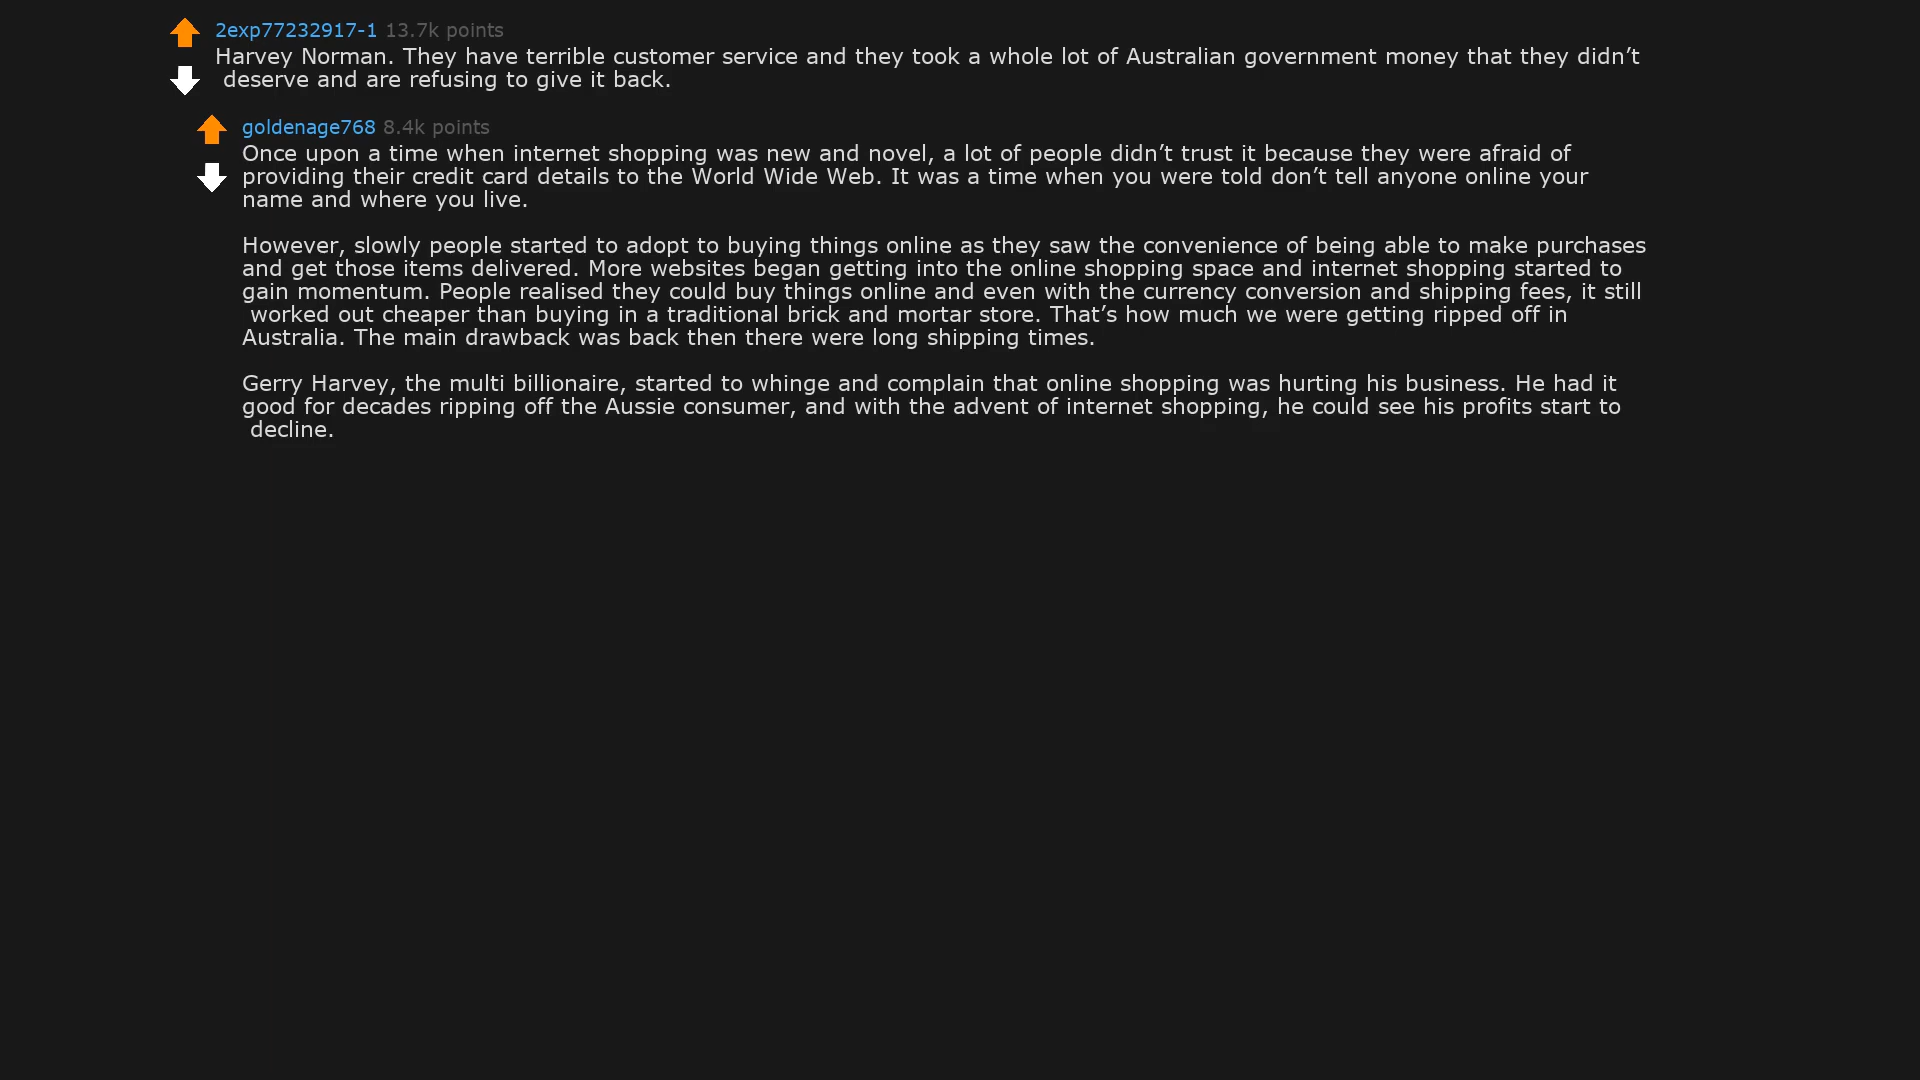 2exp77232917-1 13.7k points
Harvey Norman. They have terrible customer service and they took a whole lot of Australian government money that they didn’t
deserve and are refusing to give it back.
goldenage768 8.4k points
Once upon a time when internet shopping was new and novel, a lot of people didn’t trust it because they were afraid of
providing their credit card details to the World Wide Web. It was a time when you were told don’t tell anyone online your
name and where you live.
However, slowly people started to adopt to buying things online as they saw the convenience of being able to make purchases
and get those items delivered. More websites began getting into the online shopping space and internet shopping started to
gain momentum. People realised they could buy things online and even with the currency conversion and shipping fees, it still
worked out cheaper than buying in a traditional brick and mortar store. That’s how much we were getting ripped off in
Australia. The main drawback was back then there were long shipping times.
Gerry Harvey, the multi billionaire, started to whinge and complain that online shopping was hurting his business. He had it
good for decades ripping off the Aussie consumer, and with the advent of internet shopping, he could see his profits start to
decline.